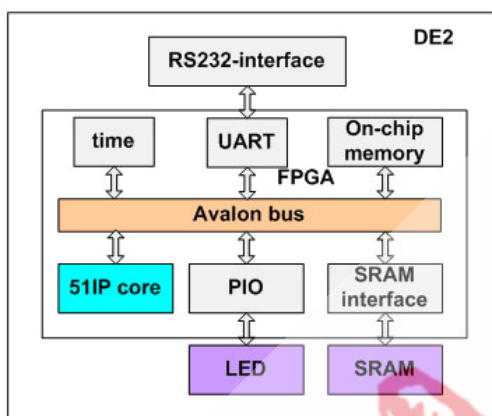 DE2
RS232-interface
time
UART
On-chip
memory
FPGA
Avalon bus
51IP core
PIO
SRAM
interface
LED
SRAM